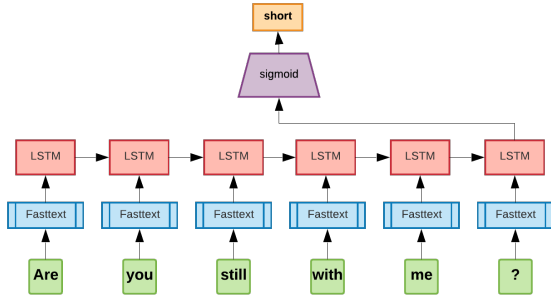 short
sigmoid
LSTM LSTM LSTM LSTM LSTM LSTM
Fasttext Fasttext Fasttext Fasttext Fasttext Fasttext
Are you still with me ?